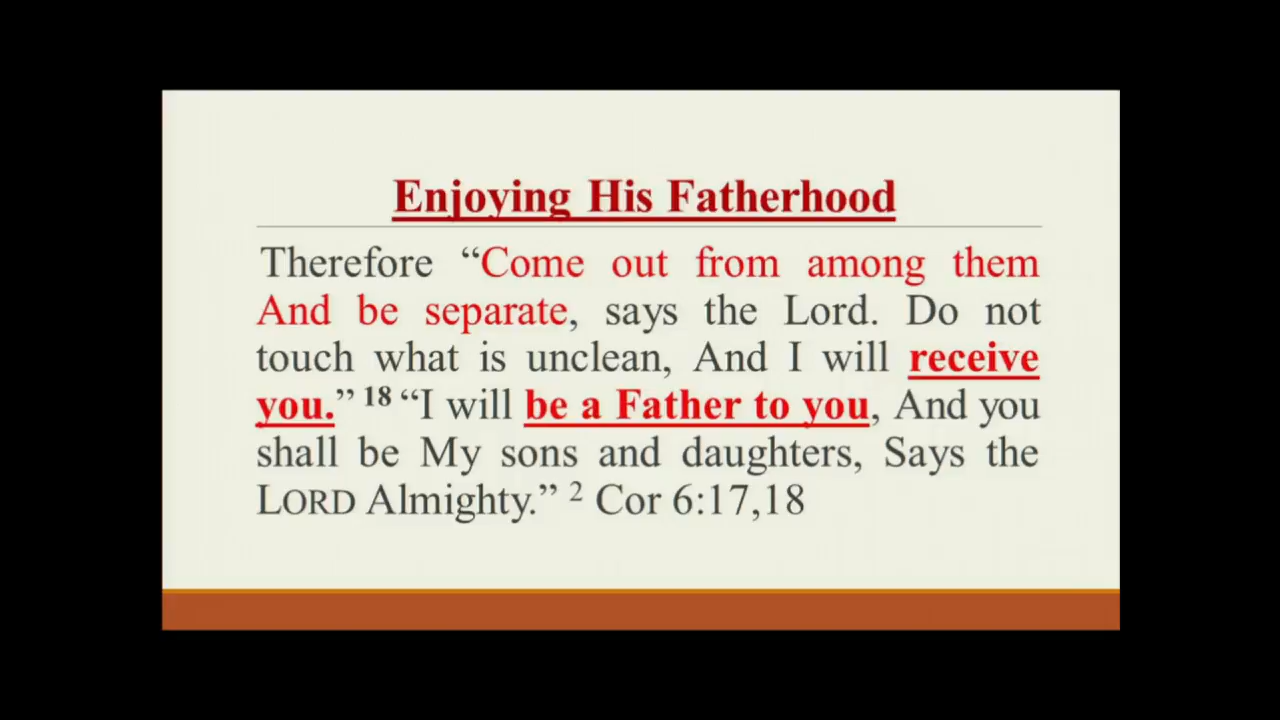 Enjoying His Fatherhood
Therefore “Come out from among them
And be separate, says the Lord. Do not
touch what is unclean, And I will receive
you.” 18 “I will be a Father to you, And you
shall be My sons and daughters, Says the
LORD Almighty.” 2 Cor 6:17,18